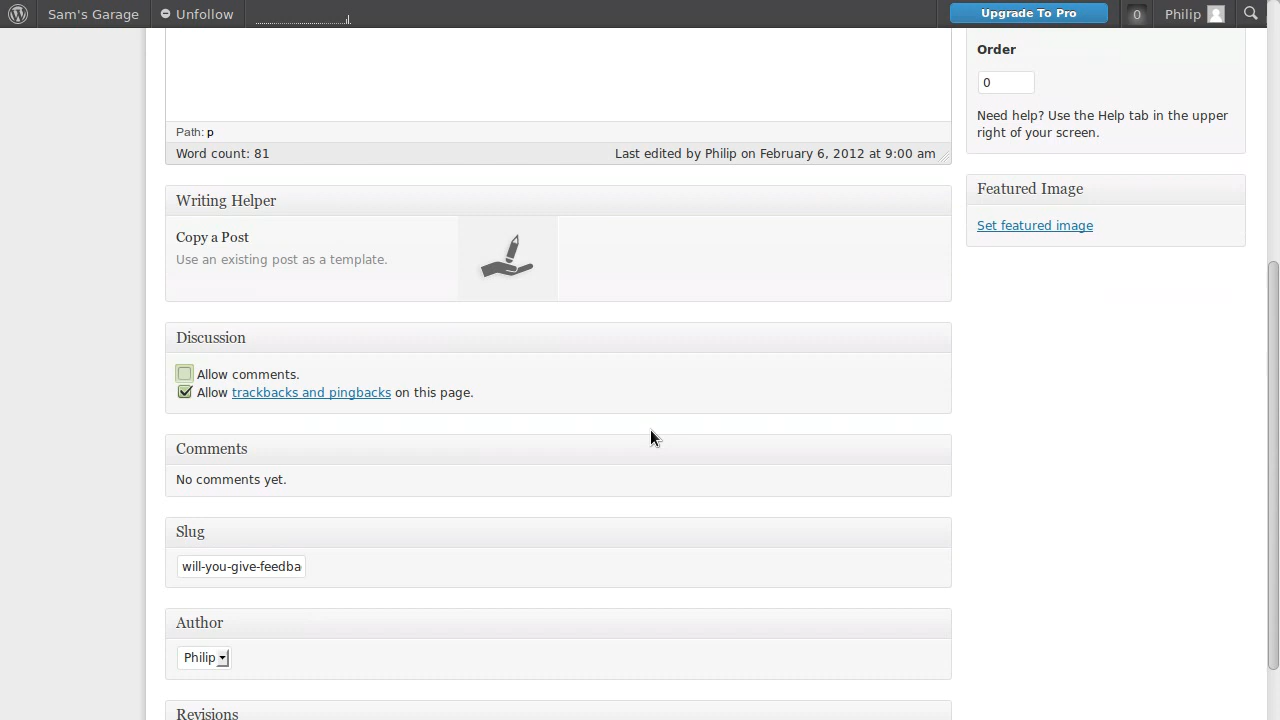 Sam's Garage
Unfollow
Upgrade To Pro
0
Philip
Order
0
Need help? Use the Help tab in the upper
right of your screen.
Path: p
Word count: 81
Last edited by Philip on February 6, 2012 at 9:00 am
Writing Helper
Featured Image
Copy a Post
Set featured image
Use an existing post as a template.
Discussion
Allow comments.
Allow trackbacks and pingbacks on this page.
Comments
No comments yet.
Slug
will-you-give-feedba
Author
Philip
Revisions